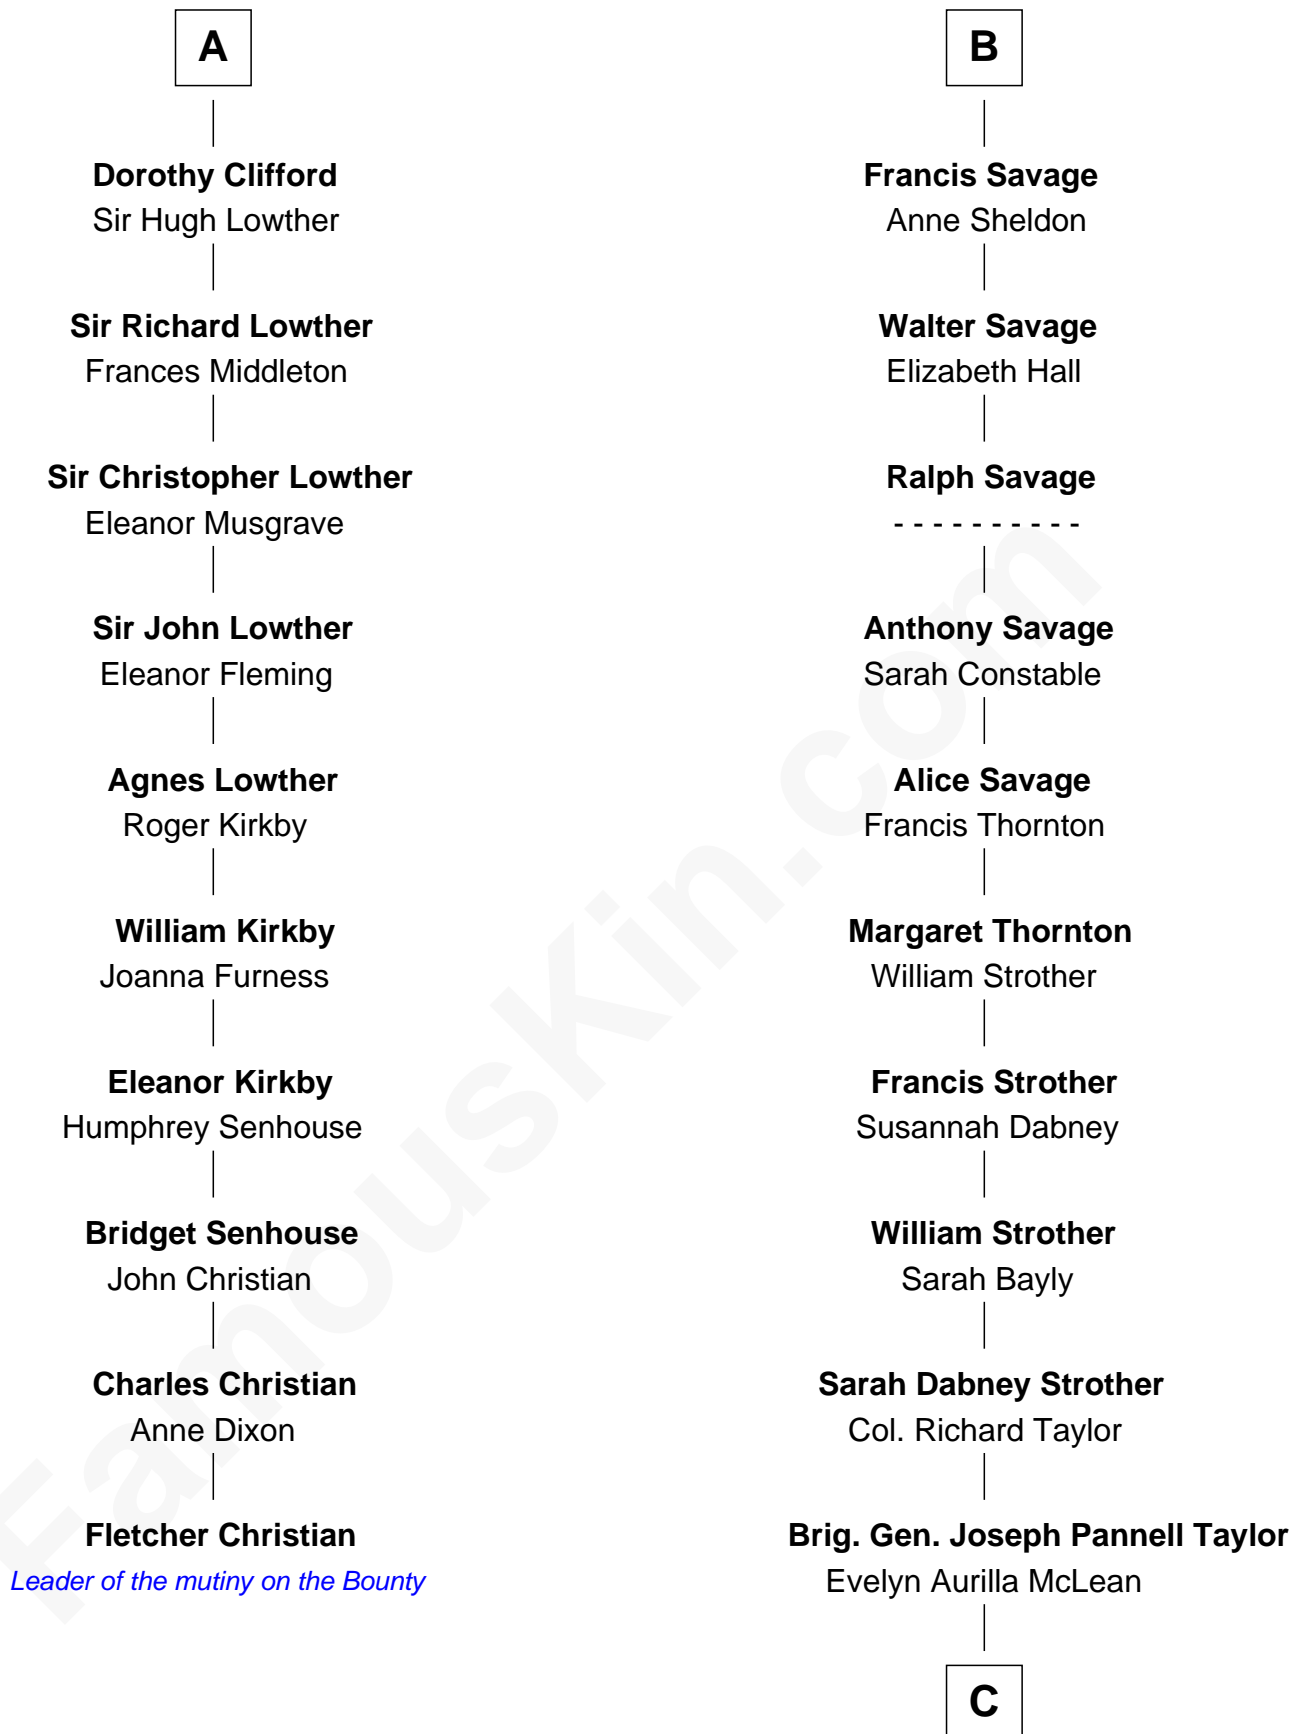 A
Dorothy Clifford
Sir Hugh Lowther
Sir Richard Lowther
Frances Middleton
Sir Christopher Lowther
Eleanor Musgrave
Sir John Lowther
Eleanor Fleming
Agnes Lowther
Roger Kirkby
William Kirkby
Joanna Furness
Eleanor Kirkby
Humphrey Senhouse
Bridget Senhouse
John Christian
Charles Christian
Anne Dixon
Fletcher Christian
Leader of the mutiny on the Bounty
B
Francis Savage
Anne Sheldon
Walter Savage
Elizabeth Hall
Ralph Savage
- - - - - - - - - -
Anthony Savage
Sarah Constable
Alice Savage
Francis Thornton
Margaret Thornton
William Strother
Francis Strother
Susannah Dabney
William Strother
Sarah Bayly
Sarah Dabney Strother
Col. Richard Taylor
Brig. Gen. Joseph Pannell Taylor
Evelyn Aurilla McLean
C
FamousKin.com